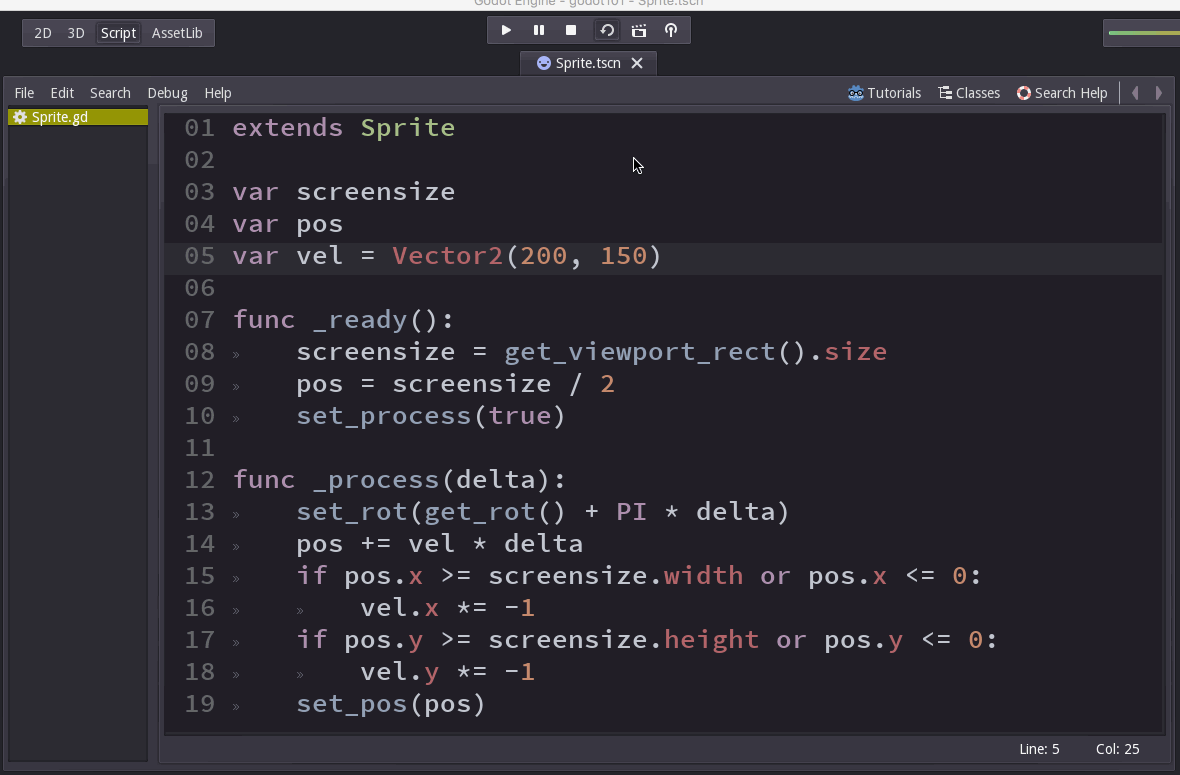 Godot Engine - godot101 - Sprite.tscn
2D 3D Script AssetLib
Sprite.tscn
File Edit Search Debug Help Tutorials Classes Search Help
Sprite.gd
01 extends Sprite
02
03 var screensize
04 var pos
05 var vel = Vector2(200, 150)
06
07 func _ready():
08 » screensize = get_viewport_rect().size
09 » pos = screensize / 2
10 » set_process(true)
11
12 func _process(delta):
13 » set_rot(get_rot() + PI * delta)
14 » pos += vel * delta
15 » if pos.x >= screensize.width or pos.x <= 0:
16 » » vel.x *= -1
17 » if pos.y >= screensize.height or pos.y <= 0:
18 » » vel.y *= -1
19 » set_pos(pos)
Line: 5 Col: 25